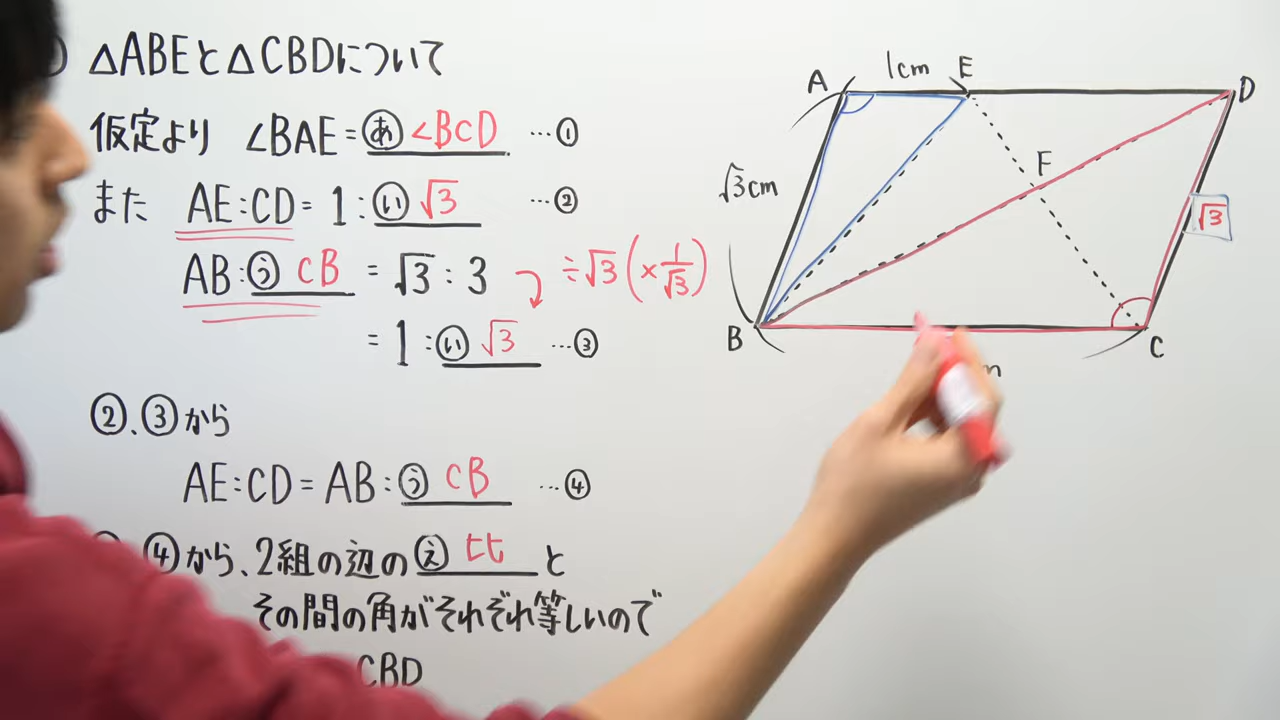 △ABEと△CBDについて
仮定より ∠BAE=あ ∠BCD …①
また AE:CD=1:い √3 …②
AB:う CB =√3:3 ÷√3(×1/√3)
=1:い √3 …③
②、③から
AE:CD=AB:う CB …④
④から、2組の辺のえ 比 と
その間の角がそれぞれ等しいので
CBD
A 1cm E D
√3cm F √3
B C